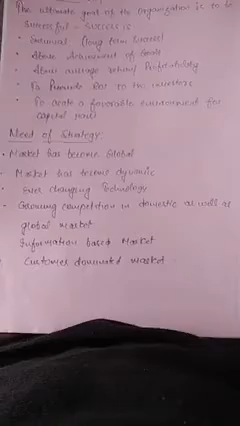 The ultimate goal of the organization is to be
successful - Success is
• Survival (long term Success)
• Above Achievement of Goals
• Above average return/Profitability
• To Provide to the investors
• To create a favorable environment for
capital
Need of Strategy:
• Market has become Global
- Market has become dynamic
• Ever changing Technology
- Growing competition in domestic as well as
global market
Information based Market
Customer dominated market